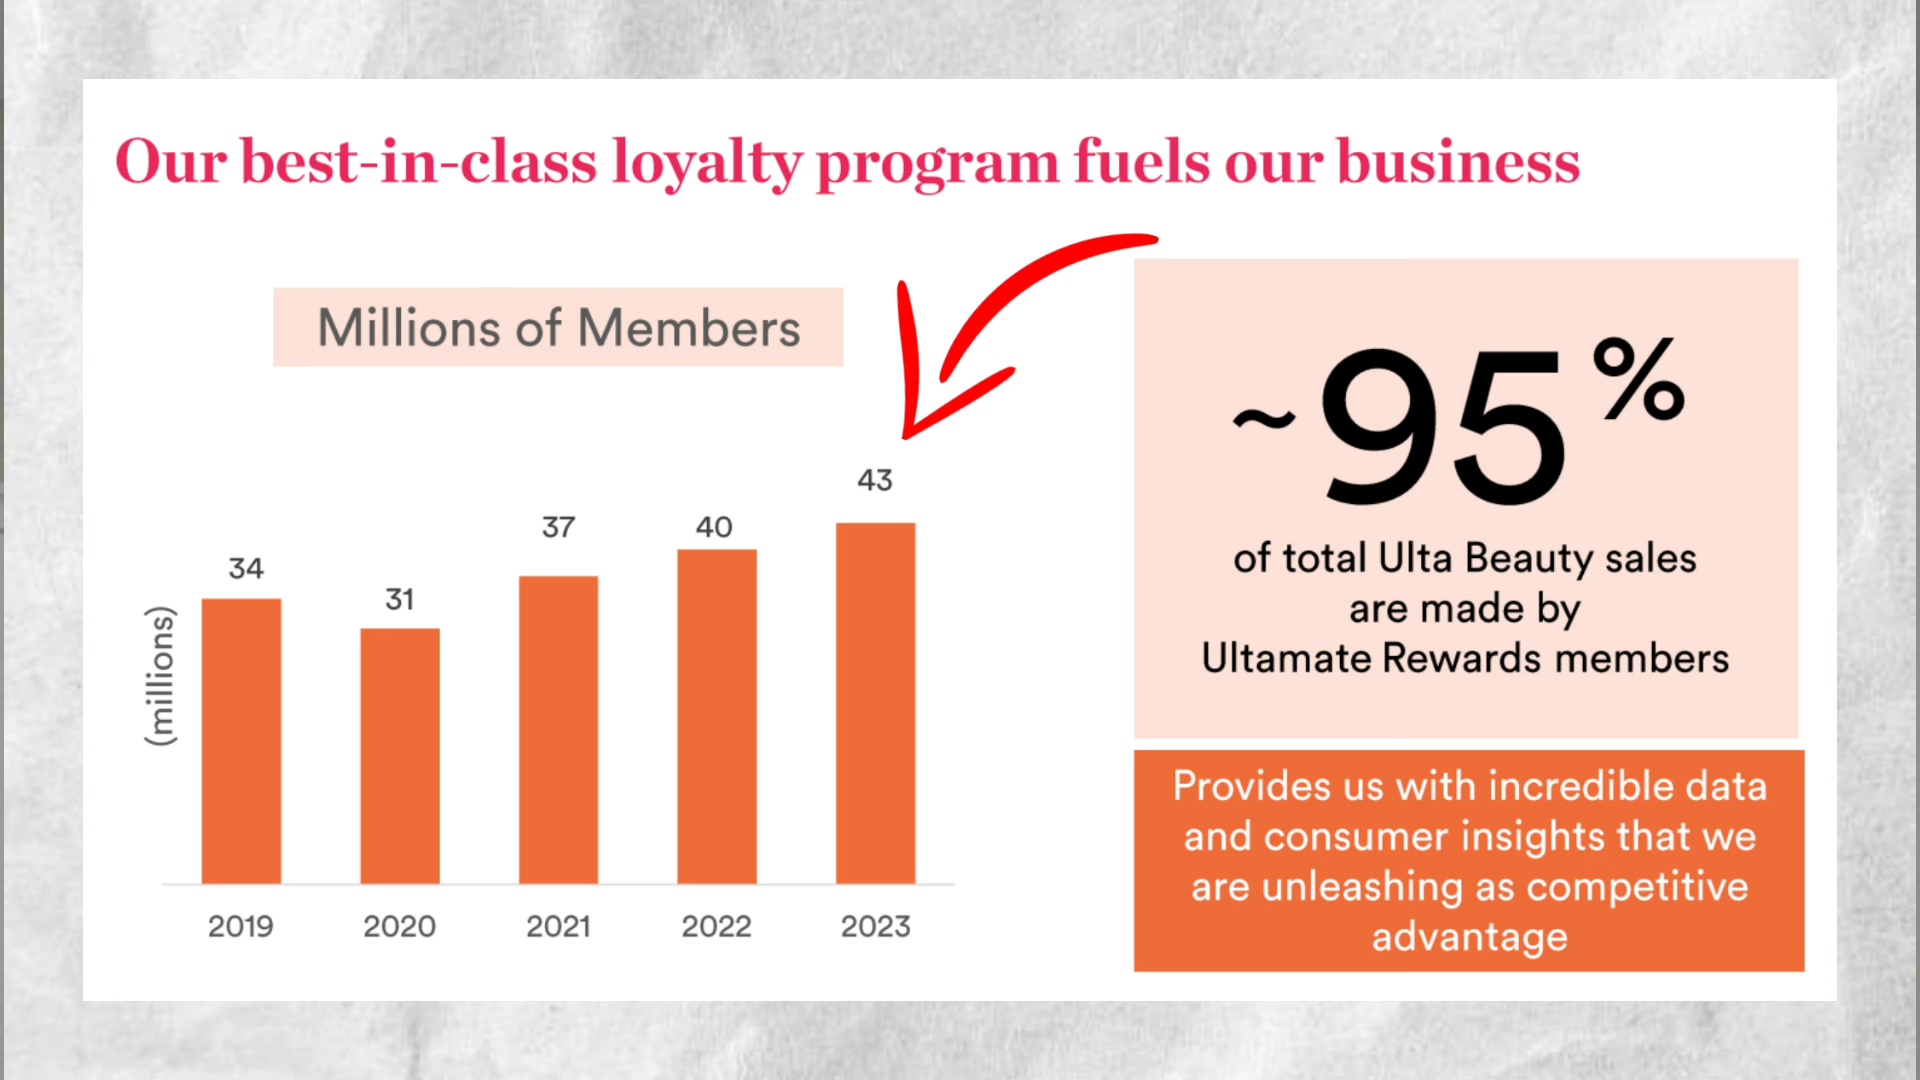 Our best-in-class loyalty program fuels our business
Millions of Members
(millions)
34
31
37
40
43
2019
2020
2021
2022
2023
~95%
of total Ulta Beauty sales
are made by
Ultamate Rewards members
Provides us with incredible data
and consumer insights that we
are unleashing as competitive
advantage